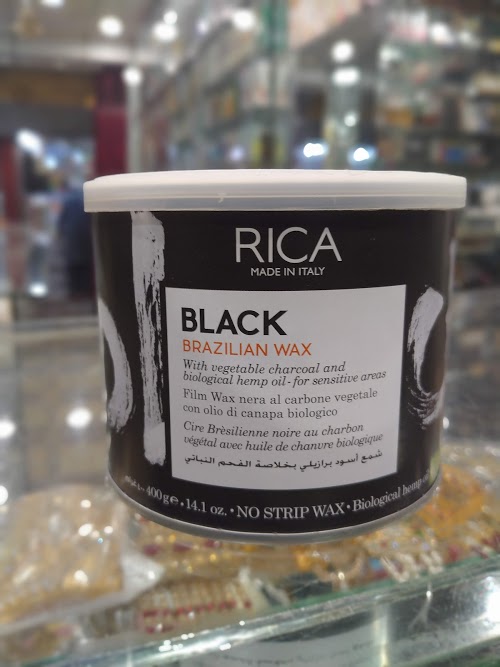 RICA
MADE IN ITALY
BLACK
BRAZILIAN WAX
With vegetable charcoal and
biological hemp oil - for sensitive areas
Film Wax nera al carbone vegetale
con olio di canapa biologico
Cire Brèsilienne noire au charbon
végétal avec huile de chanvre biologique
شمع أسود برازيلي بخلاصة الفحم النباتي
400 g e • 14.1 oz. • NO STRIP WAX • Biological hemp